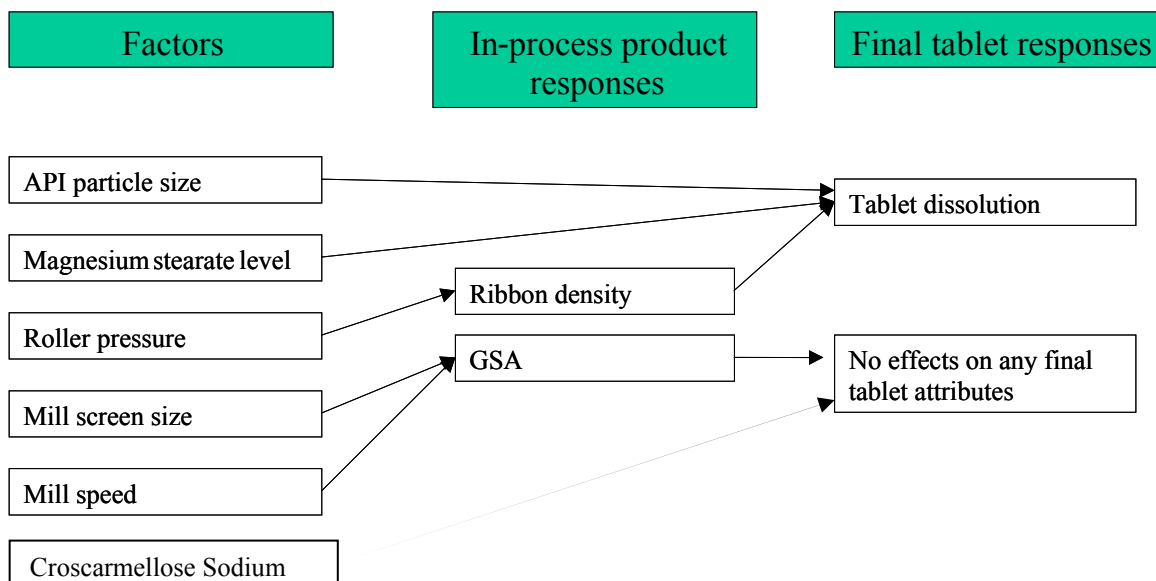 Factors
In-process product
responses
Final tablet responses
API particle size
Magnesium stearate level
Roller pressure
Mill screen size
Mill speed
Croscarmellose Sodium
Ribbon density
GSA
Tablet dissolution
No effects on any final
tablet attributes